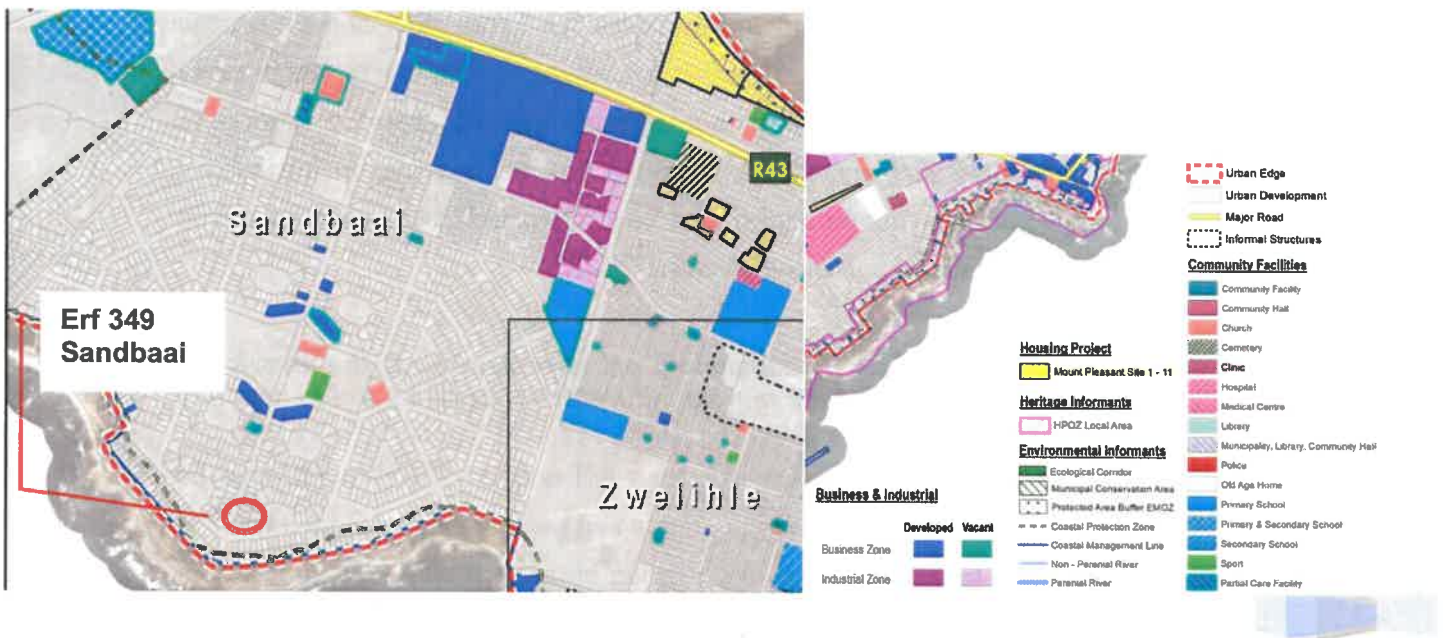 R43
Sandbaai
Erf 349
Sandbaai
Zwelihle
Business & Industrial
Developed Vacant
Business Zone
Industrial Zone
Housing Project
Mount Pleasant Site 1 - 11
Heritage Informants
HPOZ Local Area
Environmental Informants
Ecological Corridor
Municipal Conservation Area
Protected Area Buffer EMOZ
Coastal Protection Zone
Coastal Management Line
Non - Perenial River
Perenial River
Urban Edge
Urban Development
Major Road
Informal Structures
Community Facilities
Community Facility
Community Hall
Church
Cemetery
Clinic
Hospital
Medical Centre
Library
Municipality, Library, Community Hall
Police
Old Age Home
Primary School
Primary & Secondary School
Secondary School
Sport
Partial Care Facility